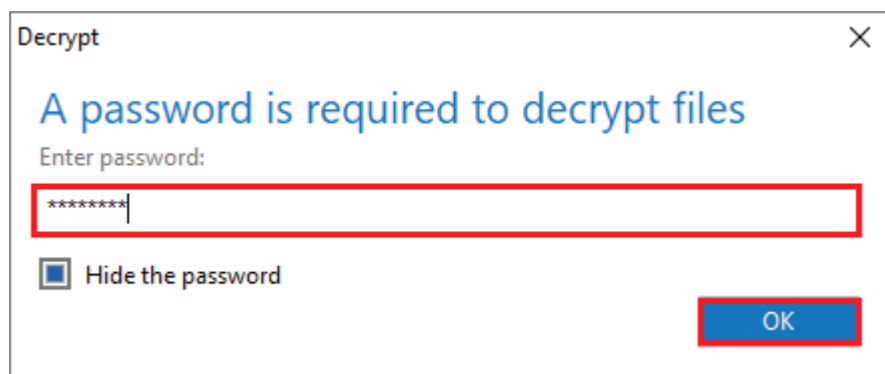 Decrypt
A password is required to decrypt files
Enter password:
********
Hide the password
OK